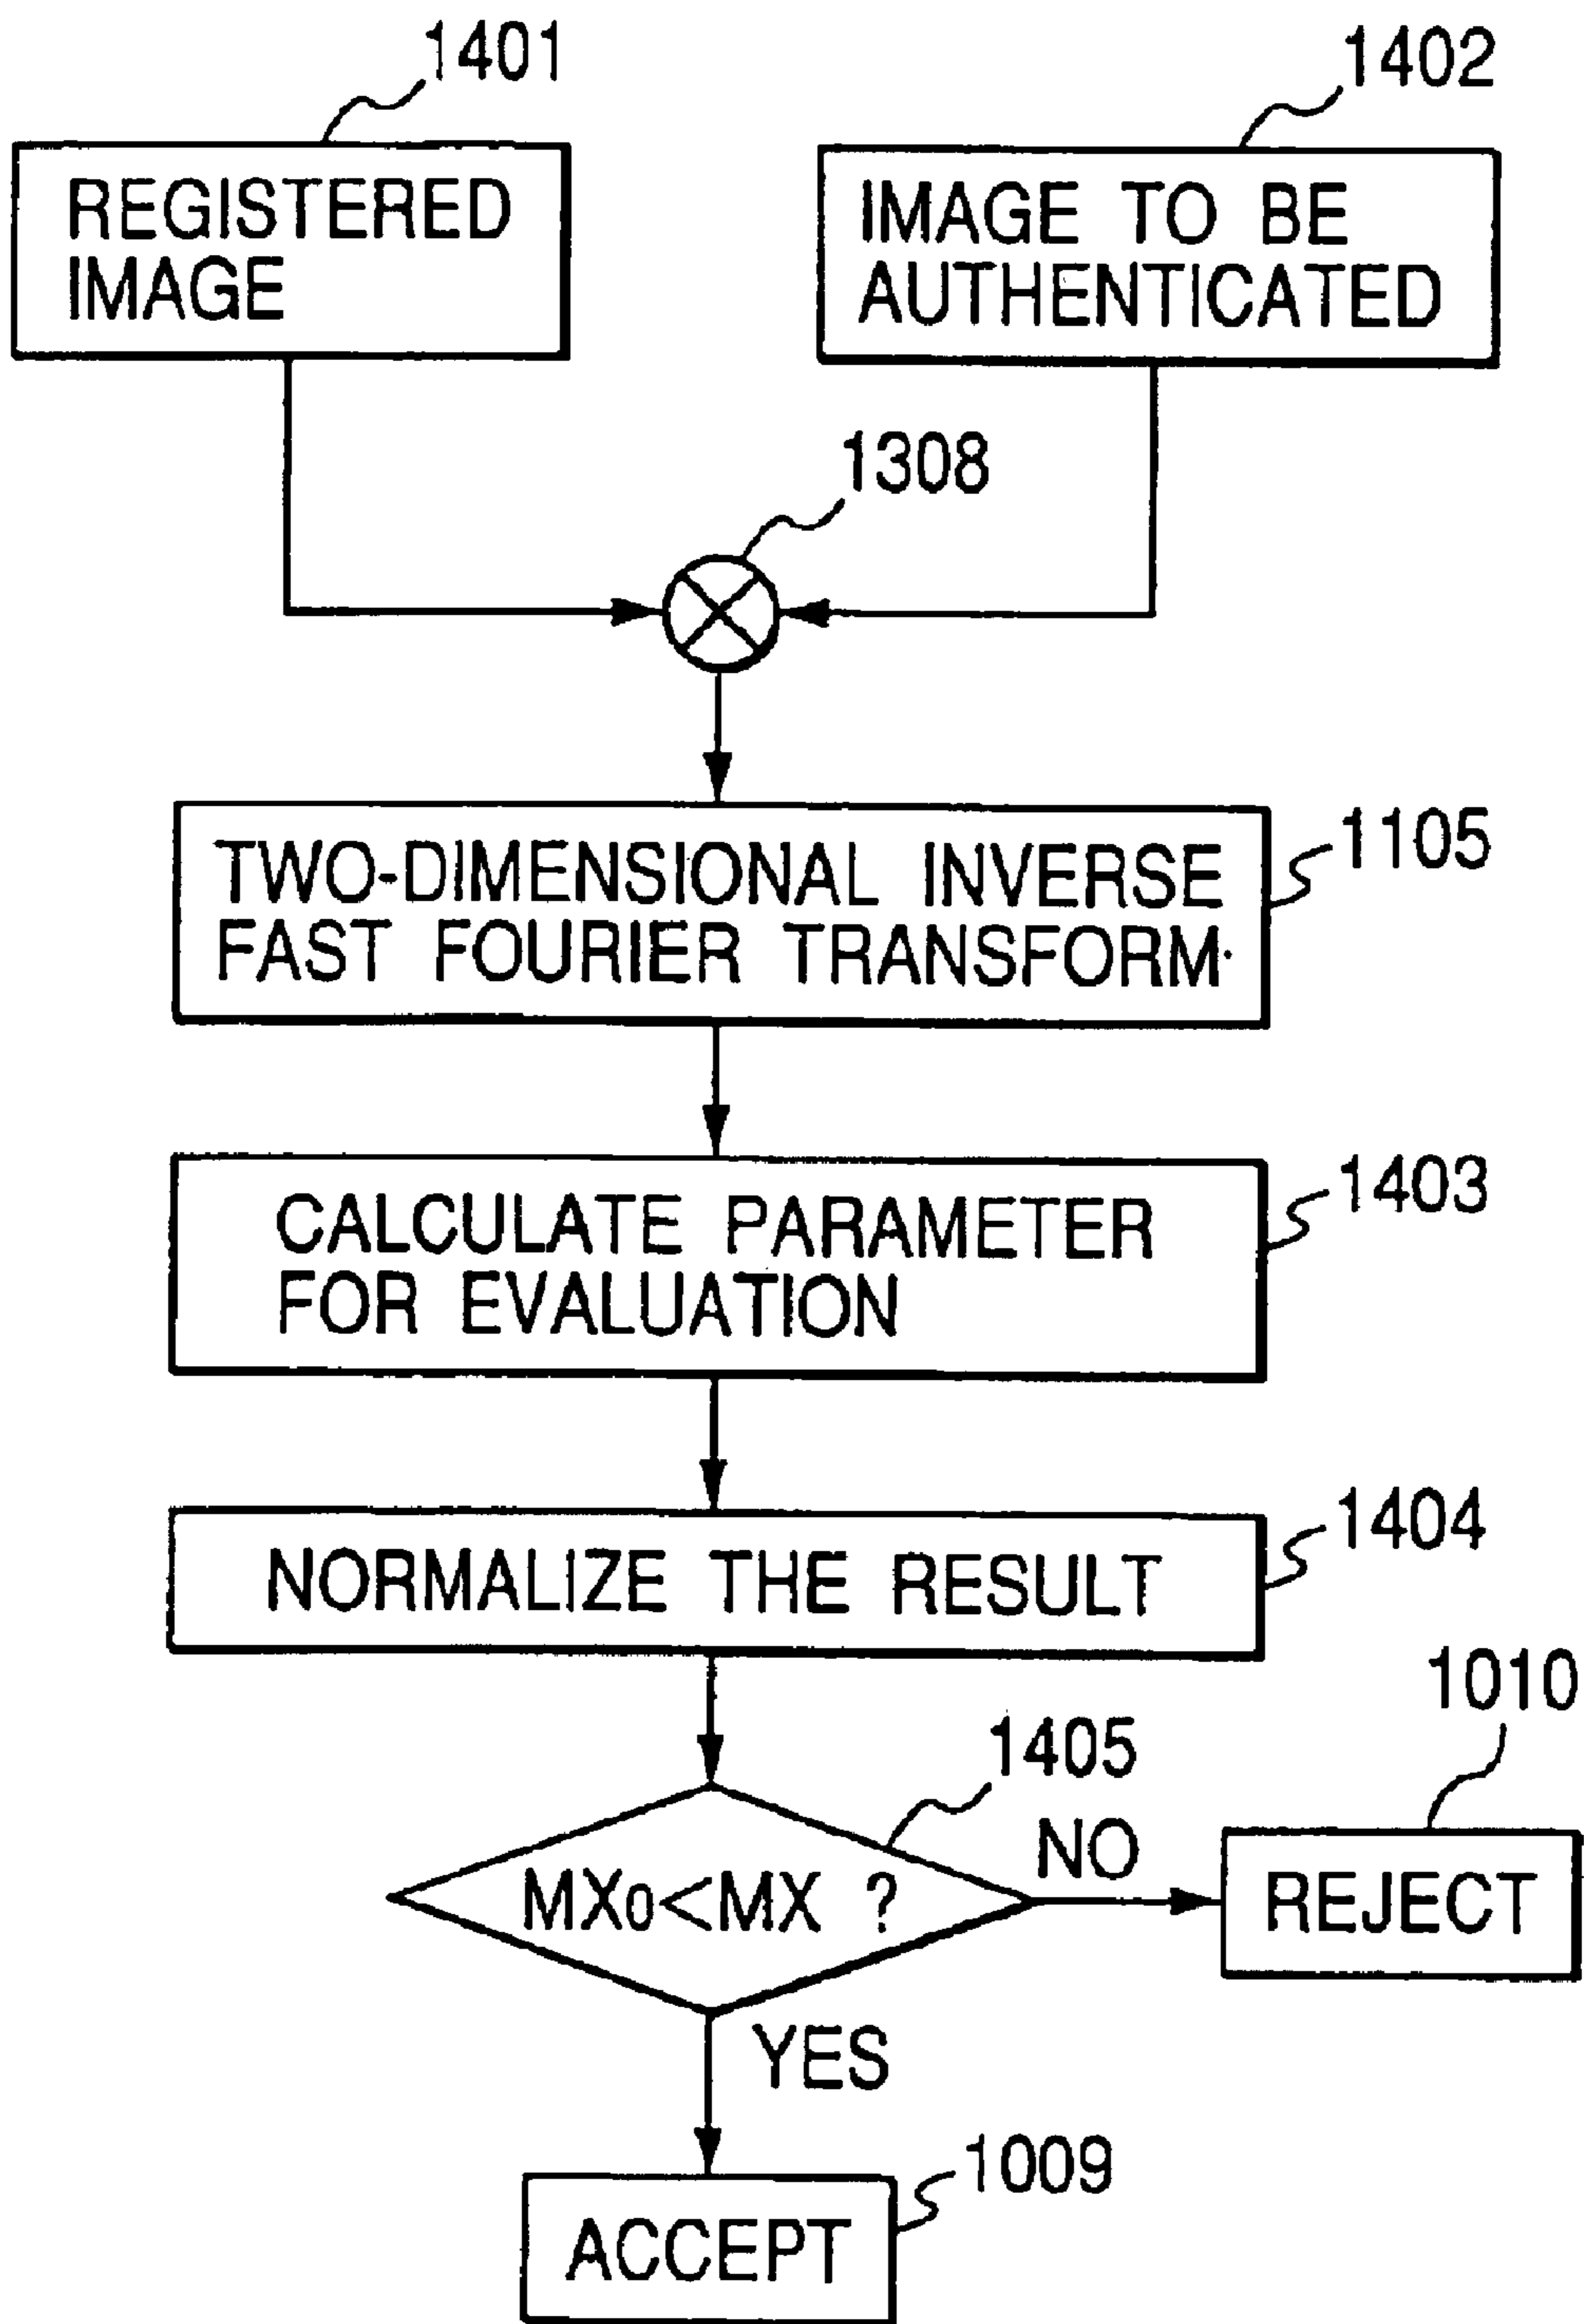 1401
1402
REGISTERED
IMAGE
IMAGE TO BE
AUTHENTICATED
1308
TWO-DIMENSIONAL INVERSE
FAST FOURIER TRANSFORM
1105
CALCULATE PARAMETER
FOR EVALUATION
1403
NORMALIZE THE RESULT
1404
1405
1010
MX0<MX ?
NO
REJECT
YES
1009
ACCEPT